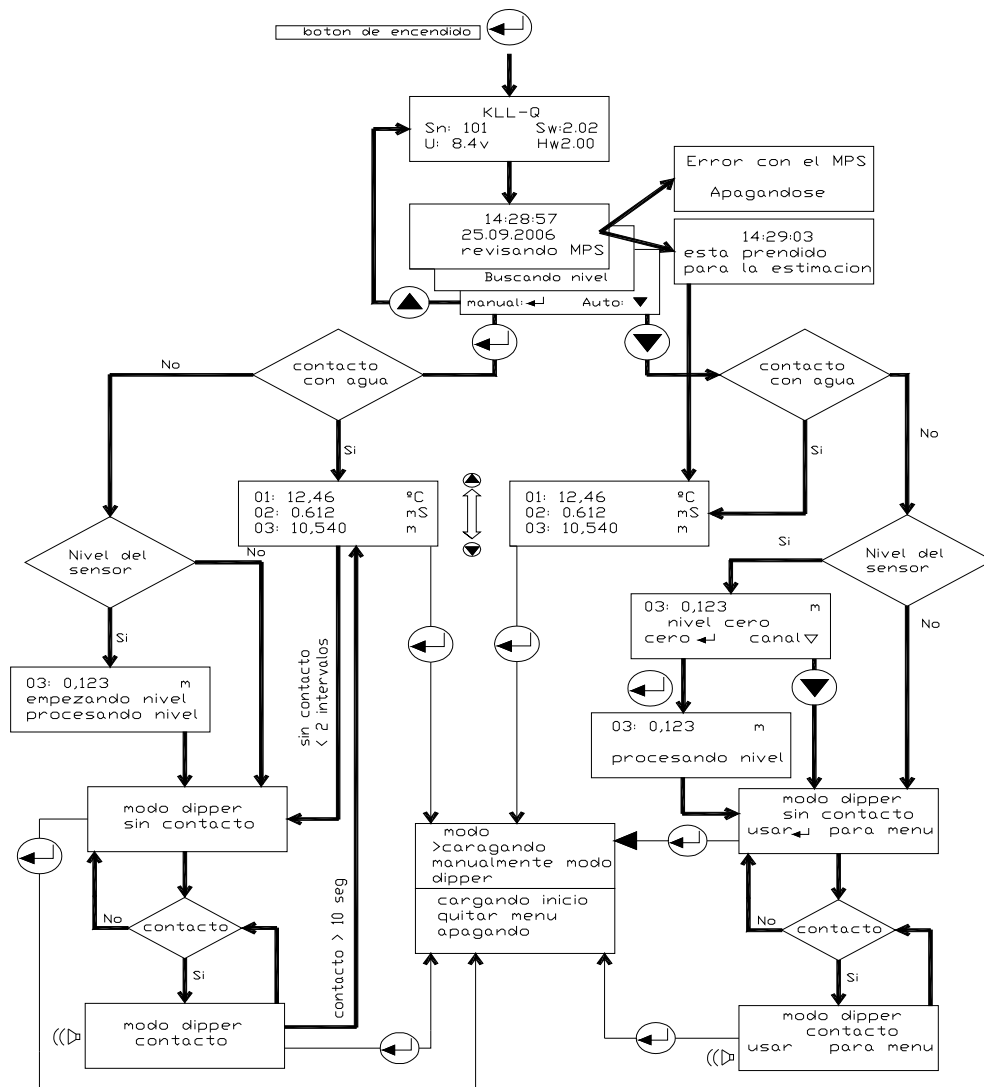 boton de encendido
KLL-Q
Sn: 101 Sw:2.02
U: 8.4v Hw2.00
Error con el MPS
Apagandose
14:28:57
25.09.2006
revisando MPS
14:29:03
esta prendido
para la estimacion
Buscando nivel
manual: Auto:
contacto
con agua
No
Si
contacto
con agua
No
Si
01: 12,46 ºC
02: 0.612 mS
03: 10,540 m
01: 12,46 ºC
02: 0.612 mS
03: 10,540 m
Nivel del
sensor
No
Si
Nivel del
sensor
Si
No
03: 0,123 m
nivel cero
cero canal
03: 0,123 m
empezando nivel
procesando nivel
sin contacto
< 2 intervalos
03: 0,123 m
procesando nivel
modo dipper
sin contacto
modo dipper
sin contacto
usar para menu
modo
>caragando
manualmente modo
dipper
cargando inicio
quitar menu
apagando
contacto
No
Si
contacto > 10 seg
contacto
No
Si
modo dipper
contacto
modo dipper
contacto
usar para menu